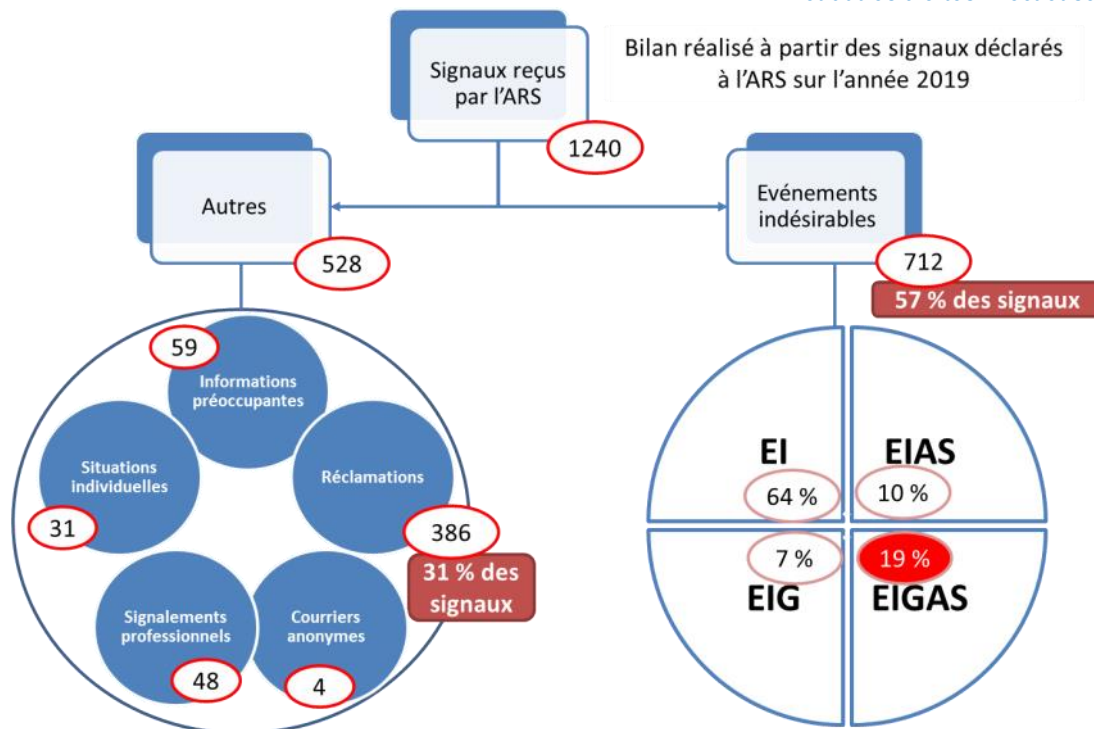 Signaux reçus
par l'ARS
1240
Bilan réalisé à partir des signaux déclarés
à l'ARS sur l'année 2019
Autres
528
Evénements
indésirables
712
57 % des signaux
59
Informations
préoccupantes
Situations
individuelles
31
Réclamations
386
31 % des
signaux
Signalements
professionnels
48
Courriers
anonymes
4
EI
64 %
EIAS
10 %
7 %
EIG
19 %
EIGAS